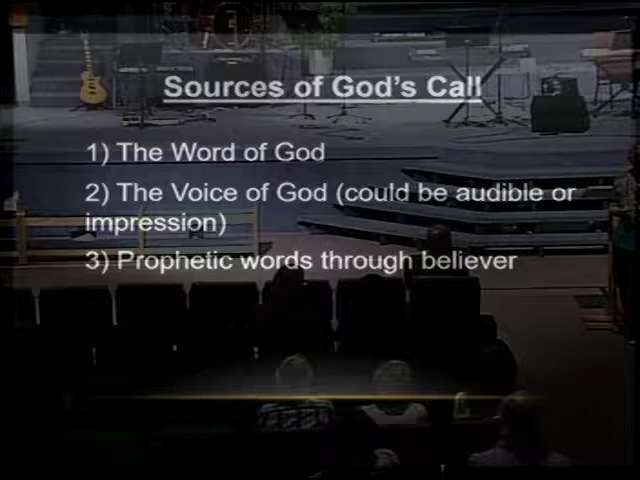 Sources of God's Call
1) The Word of God
2) The Voice of God (could be audible or
impression)
3) Prophetic words through believer